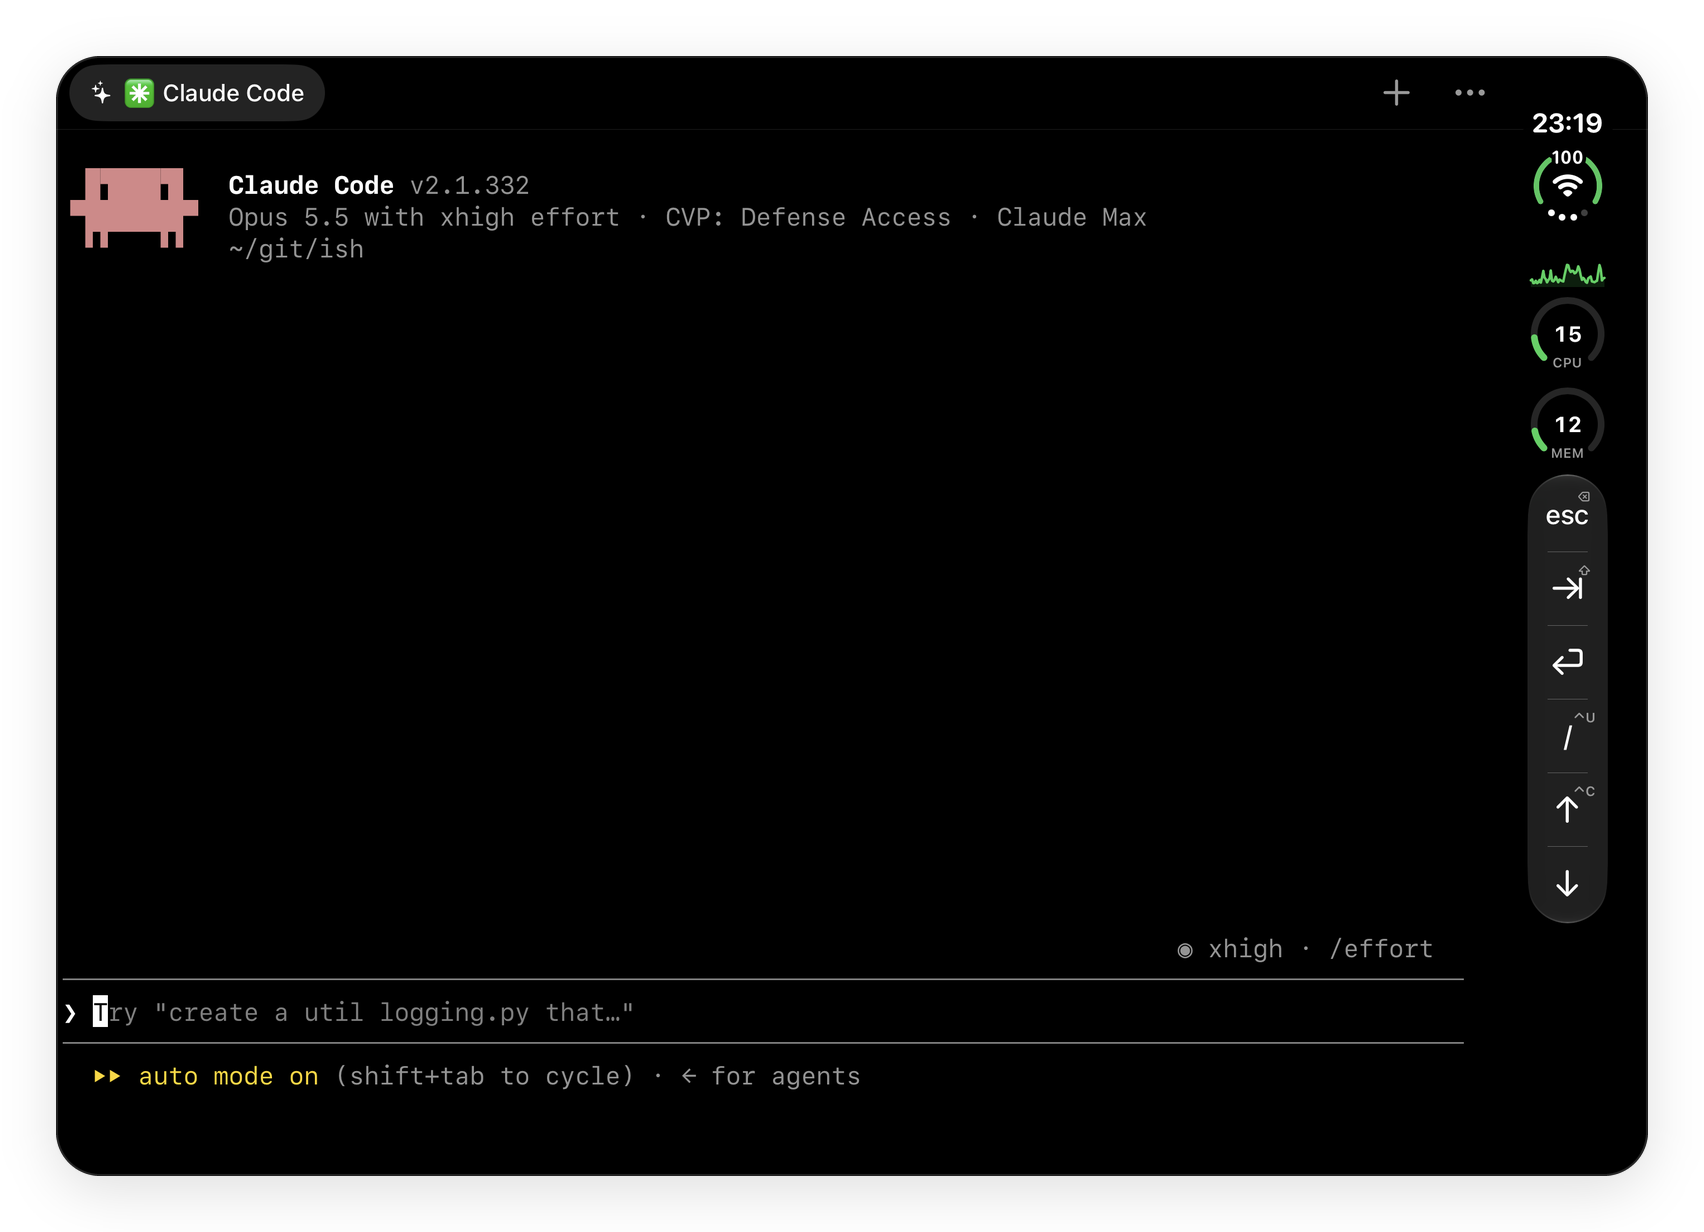 Claude Code
23:19
100
Claude Code v2.1.332
Opus 5.5 with xhigh effort · CVP: Defense Access · Claude Max
~/git/ish
15
CPU
12
MEM
esc
^U
/
^C
◉ xhigh · /effort
❯ Try "create a util logging.py that…"
▸▸ auto mode on (shift+tab to cycle) · ← for agents